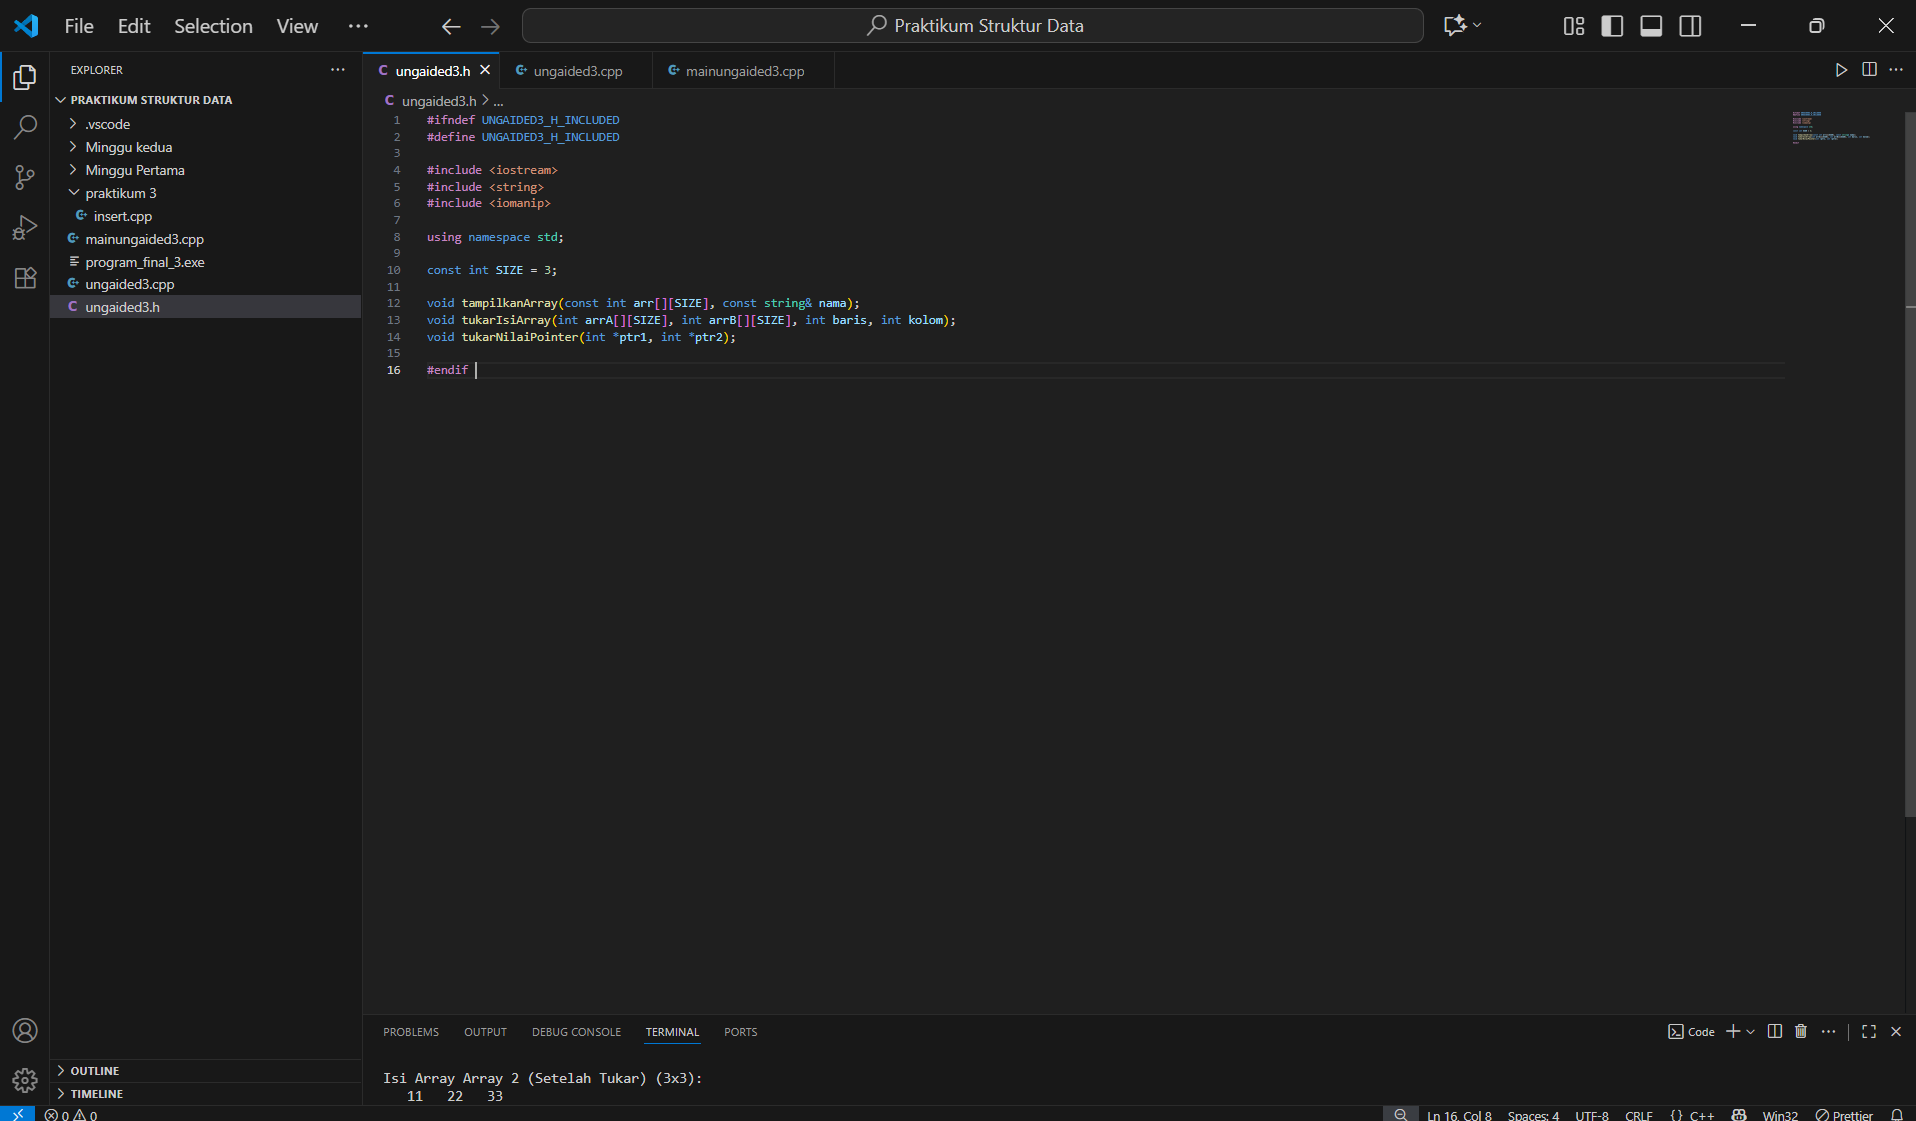 File Edit Selection View
Praktikum Struktur Data
EXPLORER
PRAKTIKUM STRUKTUR DATA
.vscode
Minggu kedua
Minggu Pertama
praktikum 3
insert.cpp
mainungaided3.cpp
program_final_3.exe
ungaided3.cpp
ungaided3.h
OUTLINE
TIMELINE
ungaided3.h ungaided3.cpp mainungaided3.cpp
ungaided3.h > ...
1 #ifndef UNGAIDED3_H_INCLUDED
2 #define UNGAIDED3_H_INCLUDED
3
4 #include <iostream>
5 #include <string>
6 #include <iomanip>
7
8 using namespace std;
9
10 const int SIZE = 3;
11
12 void tampilkanArray(const int arr[][SIZE], const string& nama);
13 void tukarIsiArray(int arrA[][SIZE], int arrB[][SIZE], int baris, int kolom);
14 void tukarNilaiPointer(int *ptr1, int *ptr2);
15
16 #endif
PROBLEMS OUTPUT DEBUG CONSOLE TERMINAL PORTS
Code
Isi Array Array 2 (Setelah Tukar) (3x3):
11 22 33
0 0
Ln 16, Col 8 Spaces: 4 UTF-8 CRLF {} C++ Win32 Prettier